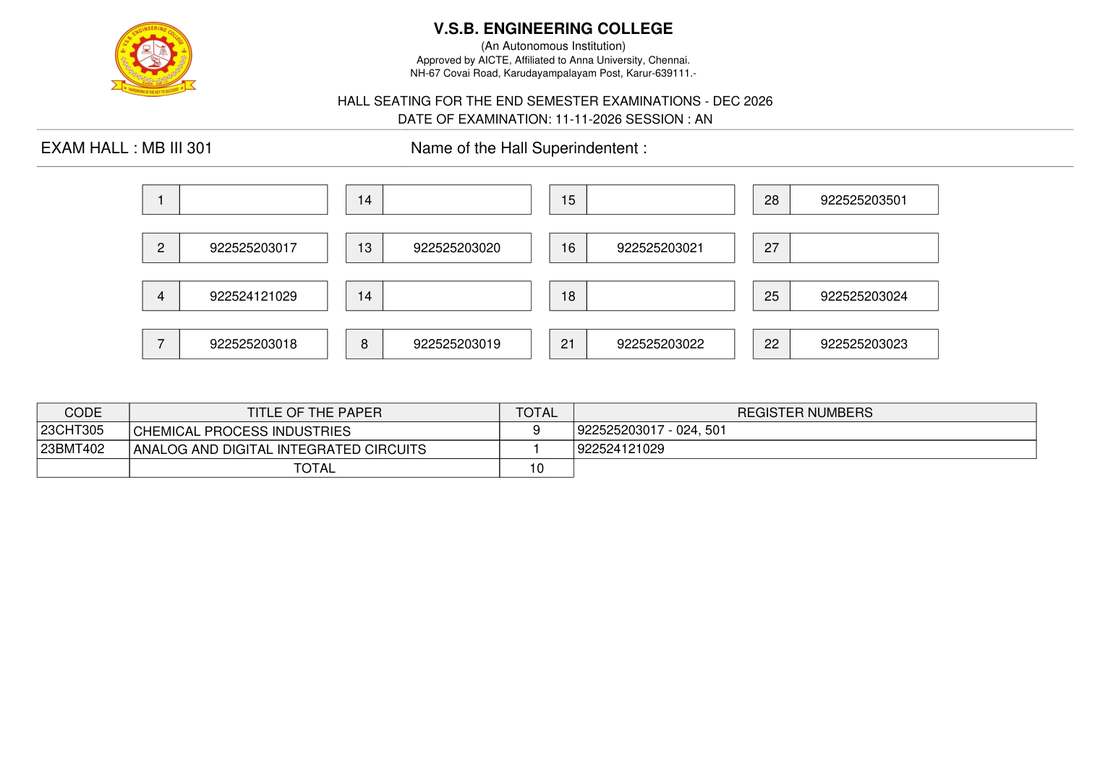 V.S.B. ENGINEERING COLLEGE
(An Autonomous Institution)
Approved by AICTE, Affiliated to Anna University, Chennai.
NH-67 Covai Road, Karudayampalayam Post, Karur-639111.-
HALL SEATING FOR THE END SEMESTER EXAMINATIONS - DEC 2026
DATE OF EXAMINATION: 11-11-2026 SESSION : AN
EXAM HALL : MB III 301 Name of the Hall Superindentent :
1 14 15 28 922525203501
2 922525203017 13 922525203020 16 922525203021 27
4 922524121029 14 18 25 922525203024
7 922525203018 8 922525203019 21 922525203022 22 922525203023
CODE TITLE OF THE PAPER TOTAL REGISTER NUMBERS
23CHT305 CHEMICAL PROCESS INDUSTRIES 9 922525203017 - 024, 501
23BMT402 ANALOG AND DIGITAL INTEGRATED CIRCUITS 1 922524121029
TOTAL 10